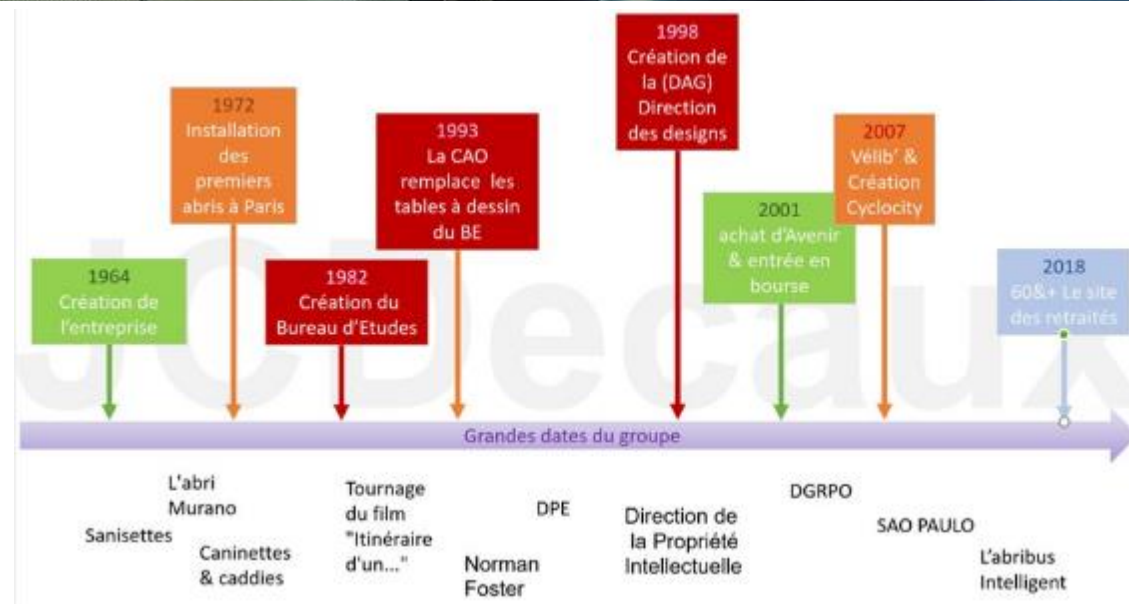 1964
Création de
l'entreprise
1972
Installation
des
premiers
abris à Paris
1982
Création du
Bureau d'Etudes
1993
La CAO
remplace les
tables à dessin
du BE
1998
Création de
la (DAG)
Direction
des designs
2001
achat d'Avenir
& entrée en
bourse
2007
Vélib' &
Création
Cyclocity
2018
60&+ Le site
des retraités
JCDecaux
Grandes dates du groupe
Sanisettes
L'abri
Murano
Caninettes
& caddies
Tournage
du film
"Itinéraire
d'un..."
Norman
Foster
DPE
Direction de
la Propriété
Intellectuelle
DGRPO
SAO PAULO
L'abribus
Intelligent